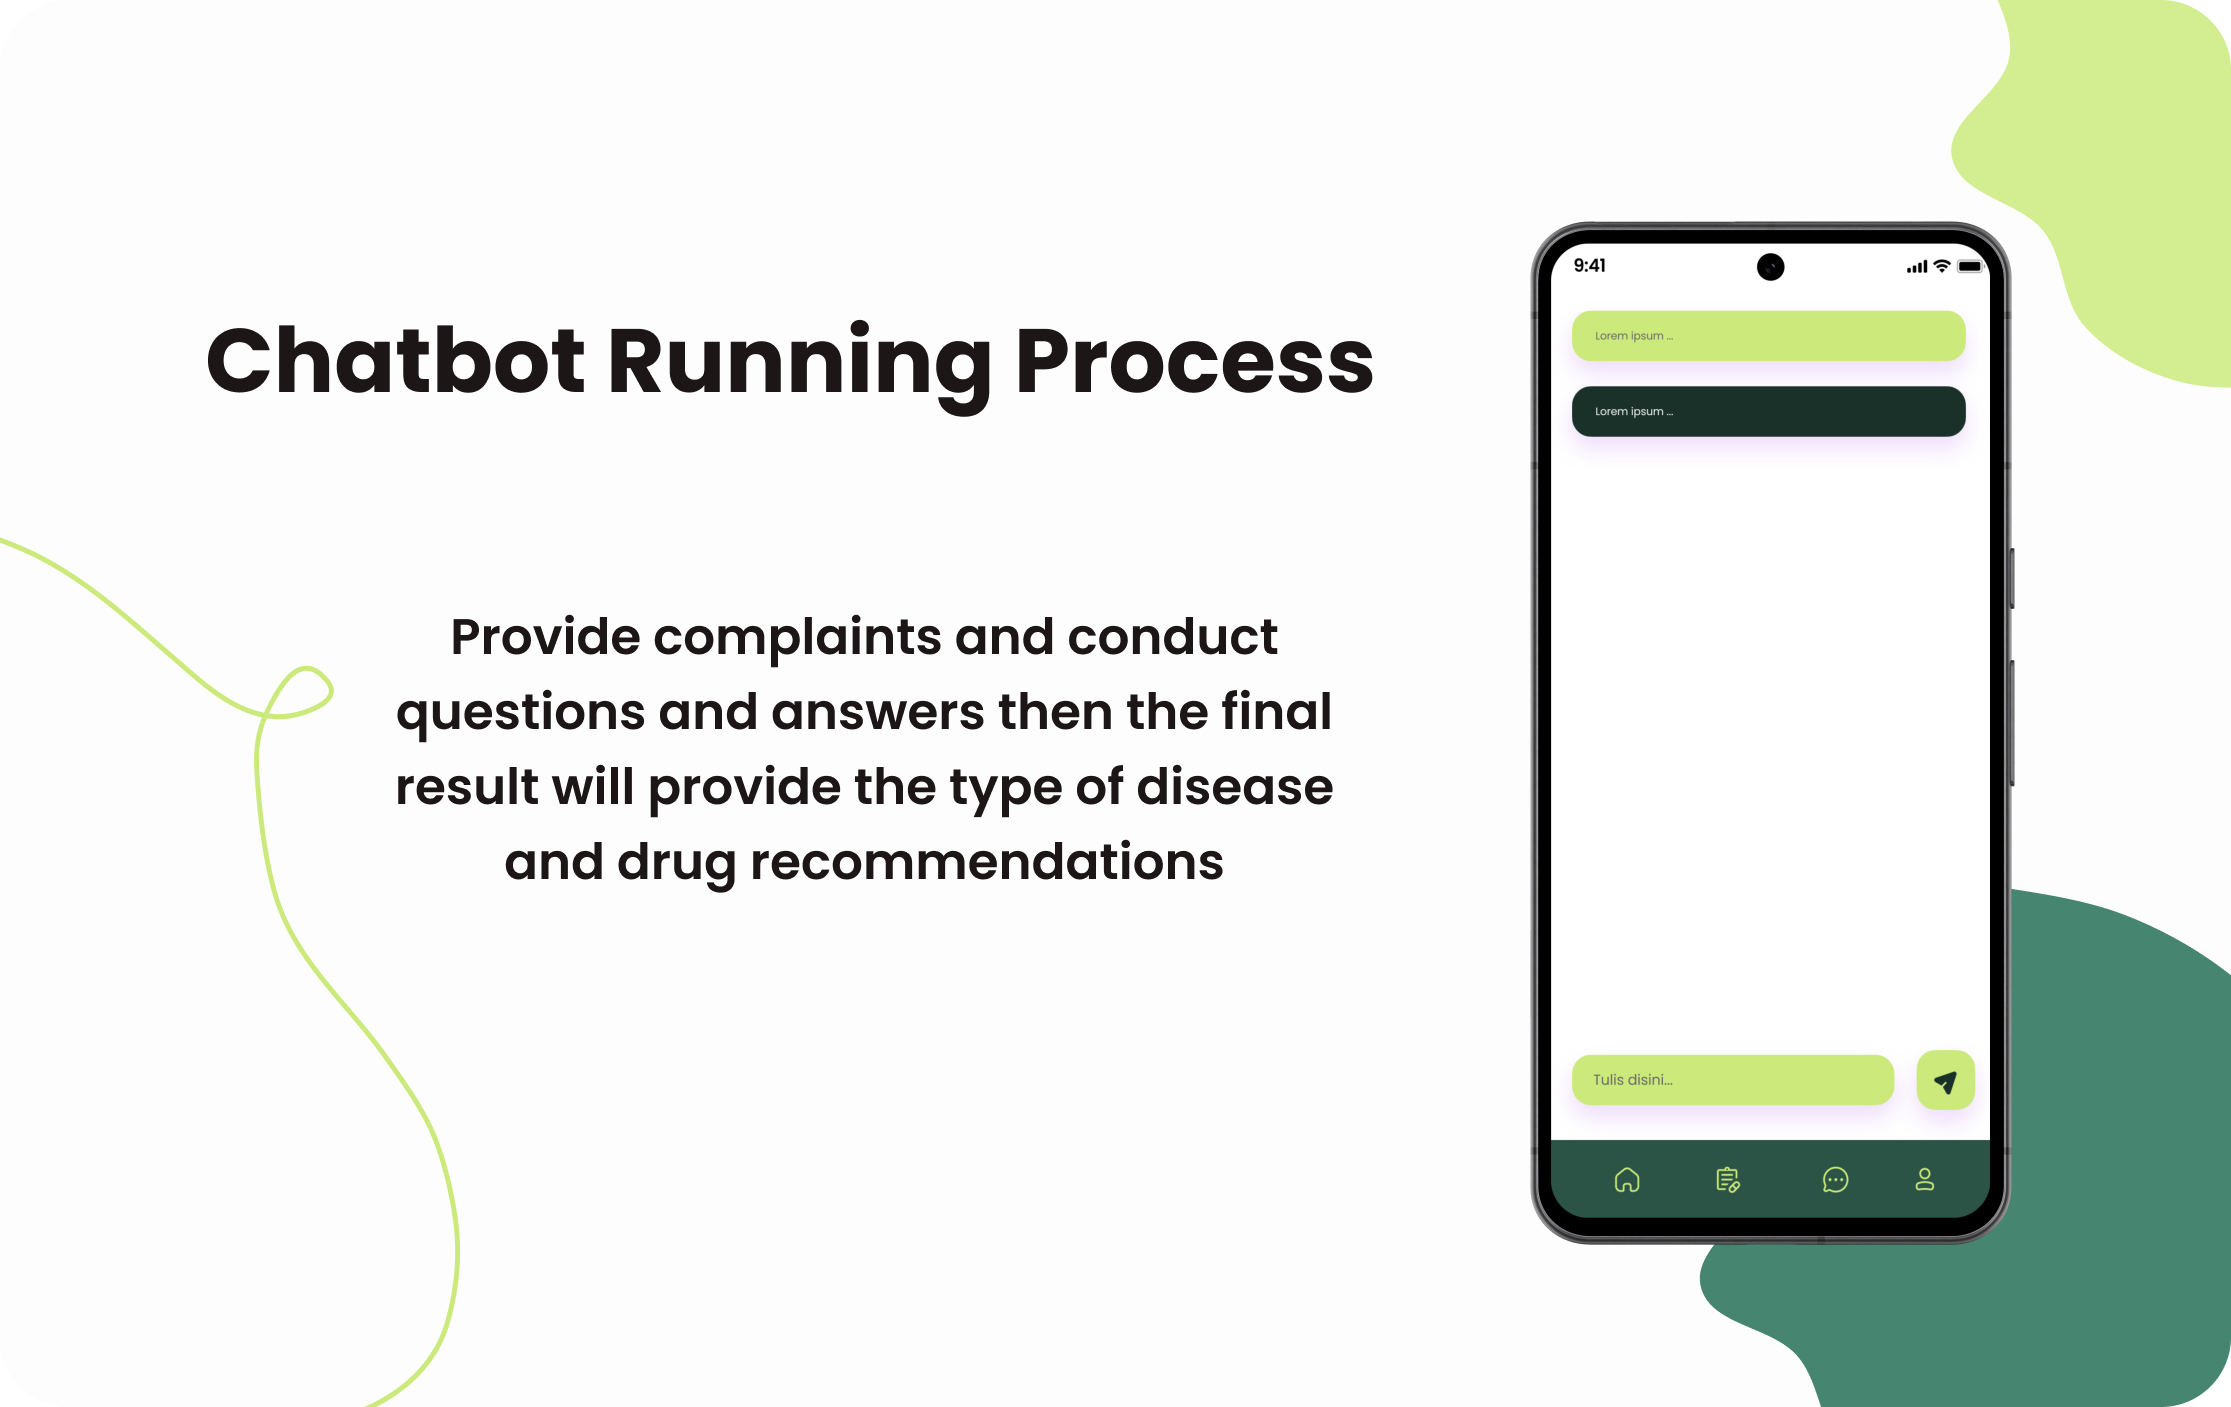 Chatbot Running Process
Provide complaints and conduct
questions and answers then the final
result will provide the type of disease
and drug recommendations
9:41
Lorem ipsum ...
Lorem ipsum ...
Tulis disini...